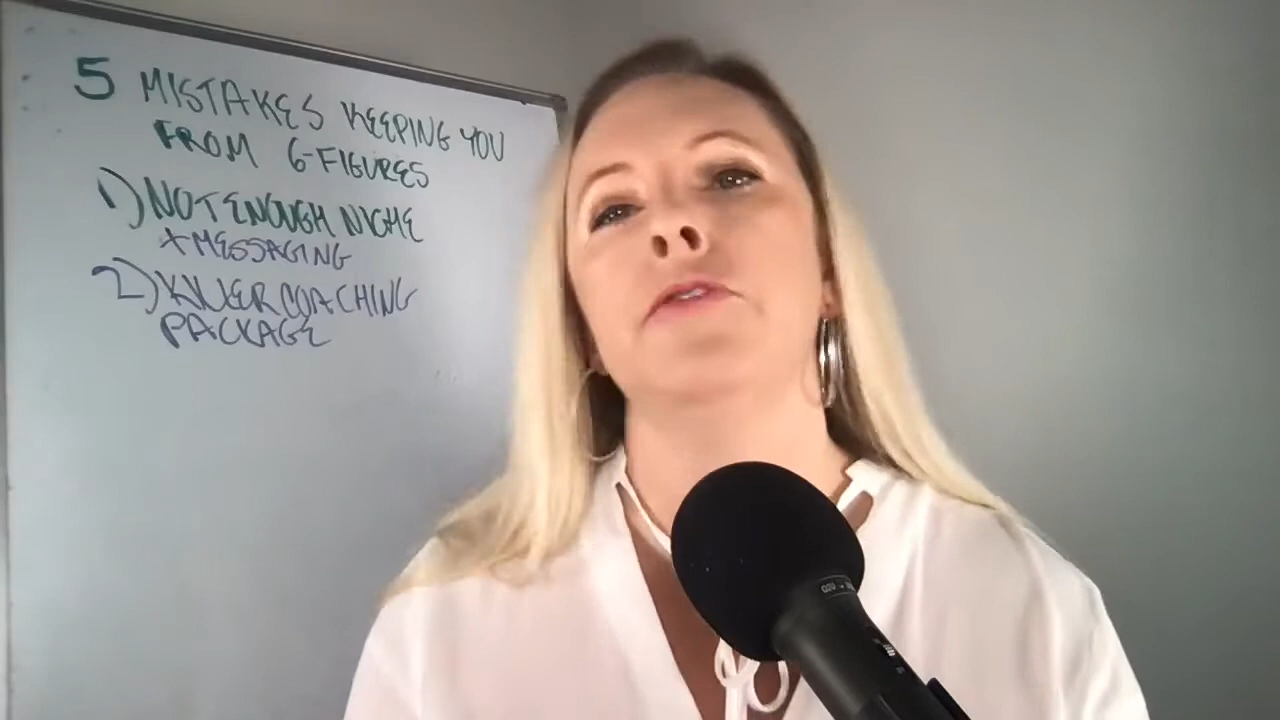 5 MISTAKES KEEPING YOU
FROM 6-FIGURES
1) NOT ENOUGH NICHE
+ MESSAGING
2) KILLER COACHING
PACKAGE